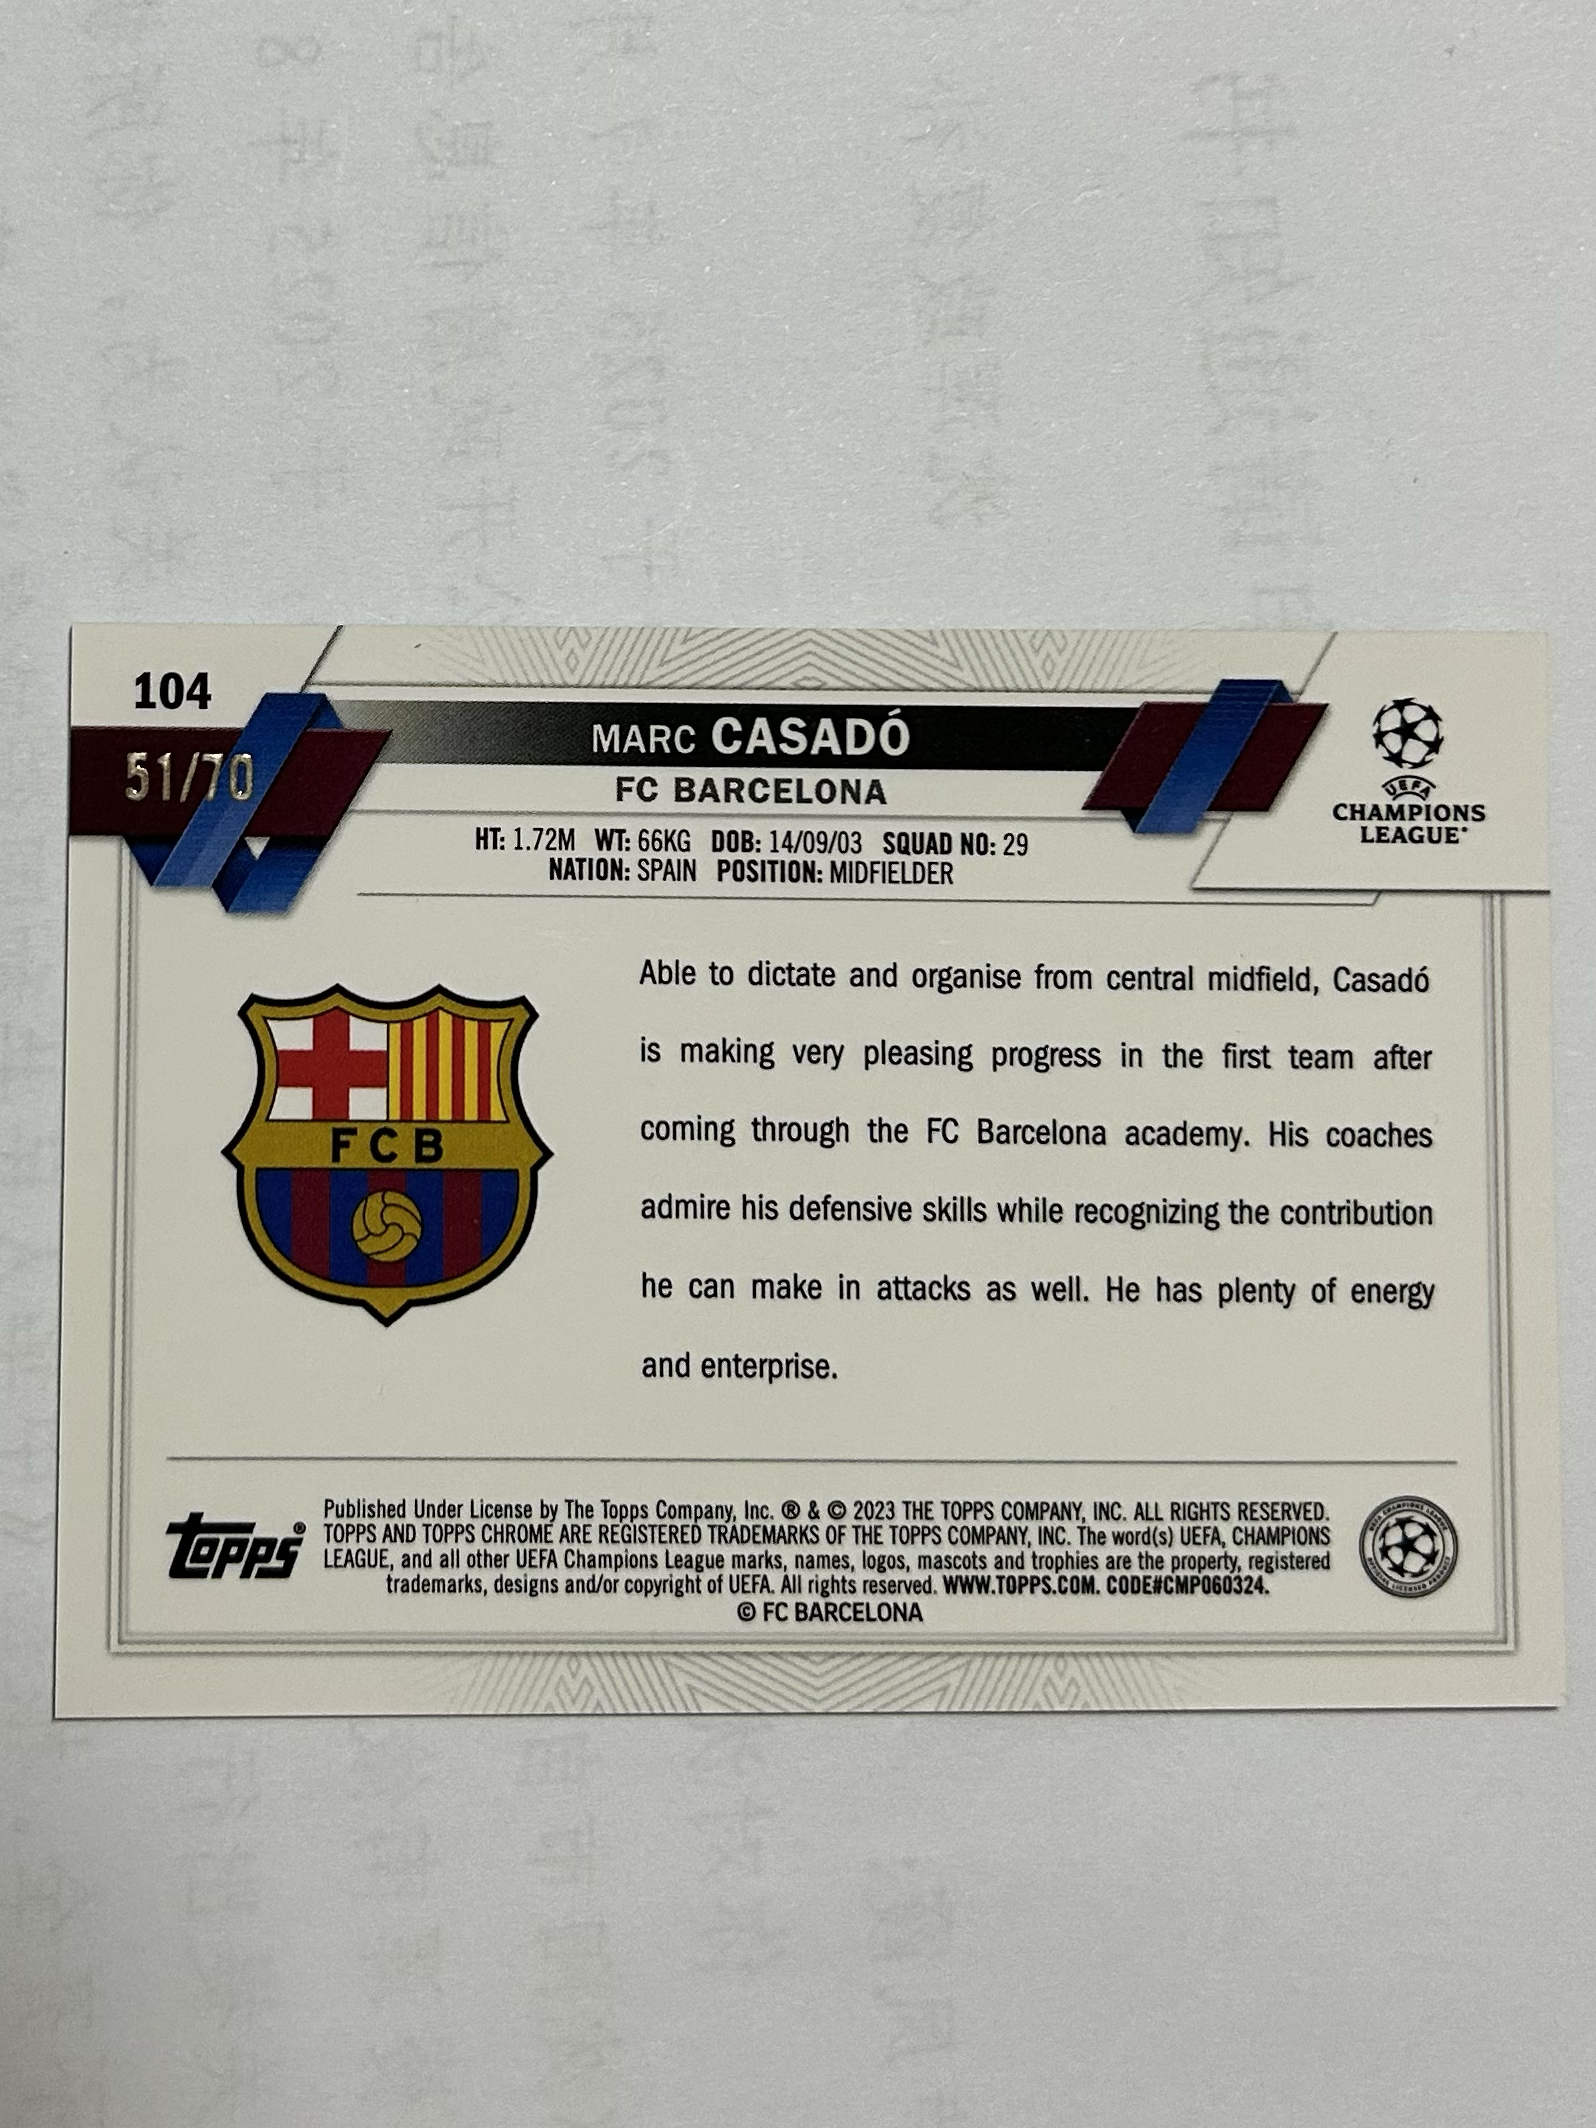 104
51/70
MARC CASADÓ
FC BARCELONA
HT: 1.72M WT: 66KG DOB: 14/09/03 SQUAD NO: 29
NATION: SPAIN POSITION: MIDFIELDER
UEFA
CHAMPIONS
LEAGUE®
FCB
Able to dictate and organise from central midfield, Casadó
is making very pleasing progress in the first team after
coming through the FC Barcelona academy. His coaches
admire his defensive skills while recognizing the contribution
he can make in attacks as well. He has plenty of energy
and enterprise.
Topps®
Published Under License by The Topps Company, Inc. ® & © 2023 THE TOPPS COMPANY, INC. ALL RIGHTS RESERVED.
TOPPS AND TOPPS CHROME ARE REGISTERED TRADEMARKS OF THE TOPPS COMPANY, INC. The word(s) UEFA, CHAMPIONS
LEAGUE, and all other UEFA Champions League marks, names, logos, mascots and trophies are the property, registered
trademarks, designs and/or copyright of UEFA. All rights reserved. WWW.TOPPS.COM. CODE#CMP060324.
© FC BARCELONA